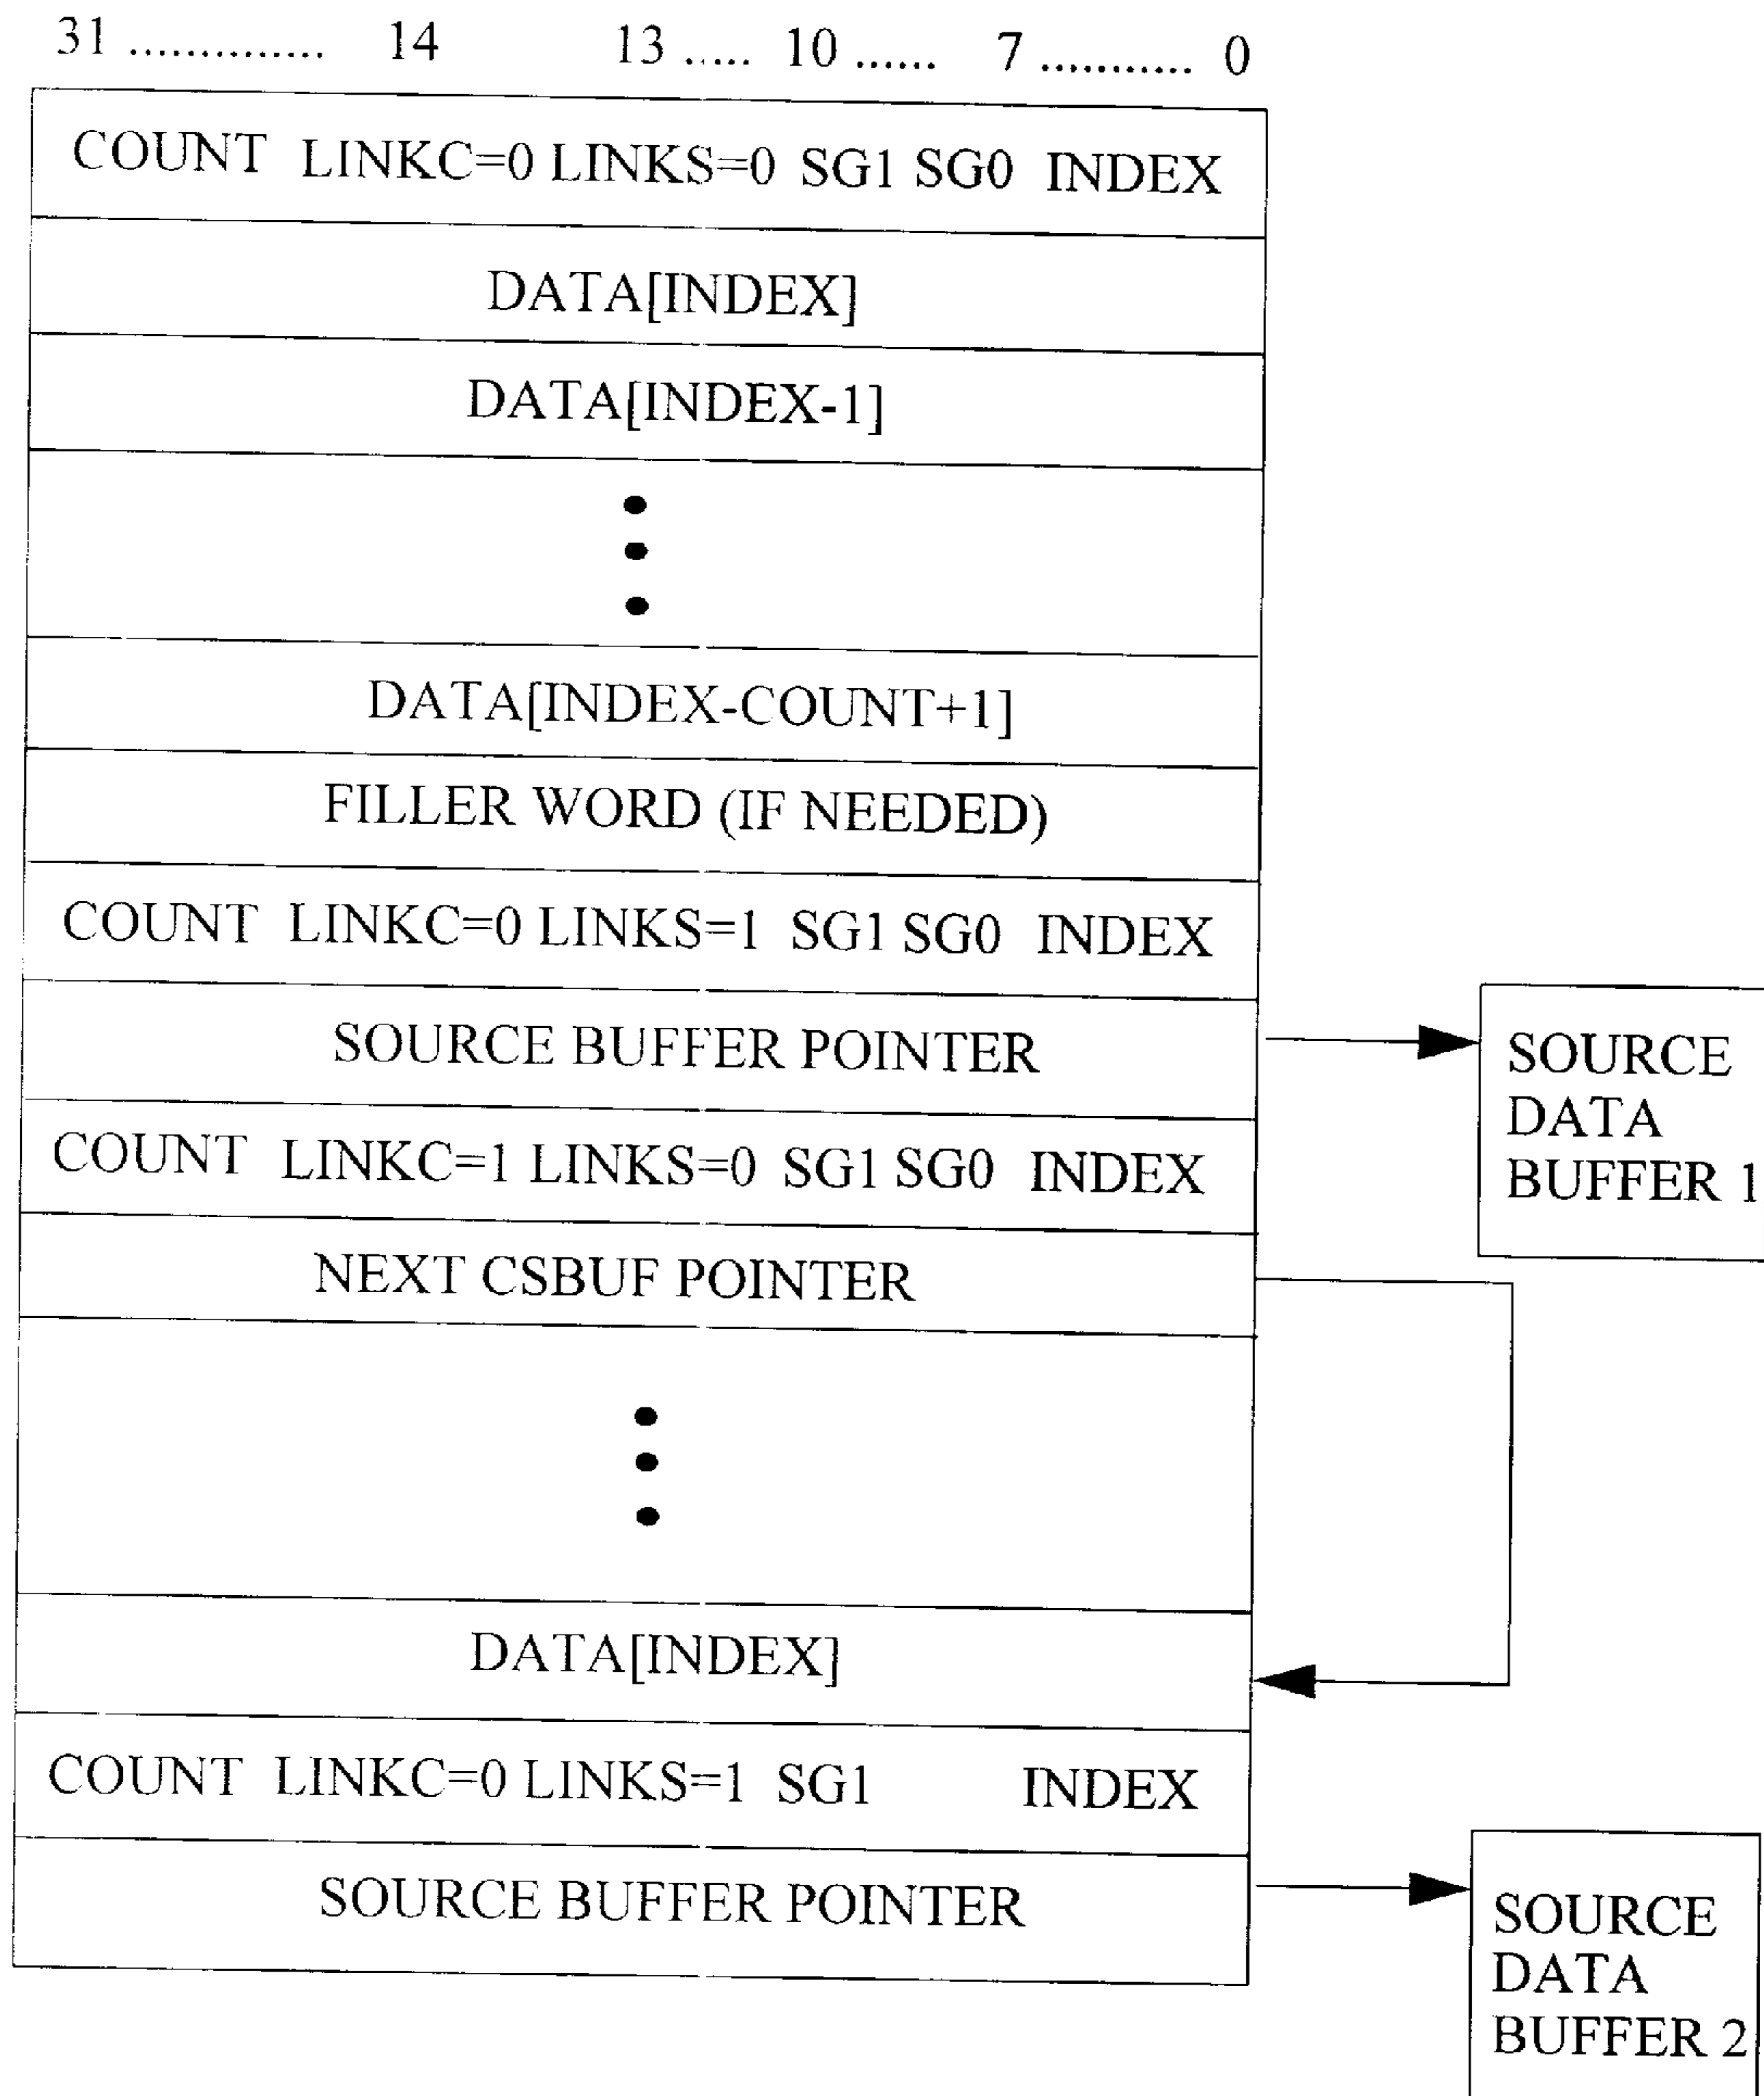 31 .............. 14 13 ..... 10 ...... 7 ........... 0
COUNT LINKC=0 LINKS=0 SG1 SG0 INDEX
DATA[INDEX]
DATA[INDEX-1]
DATA[INDEX-COUNT+1]
FILLER WORD (IF NEEDED)
COUNT LINKC=0 LINKS=1 SG1 SG0 INDEX
SOURCE BUFFER POINTER
SOURCE
DATA
BUFFER 1
COUNT LINKC=1 LINKS=0 SG1 SG0 INDEX
NEXT CSBUF POINTER
DATA[INDEX]
COUNT LINKC=0 LINKS=1 SG1 INDEX
SOURCE BUFFER POINTER
SOURCE
DATA
BUFFER 2